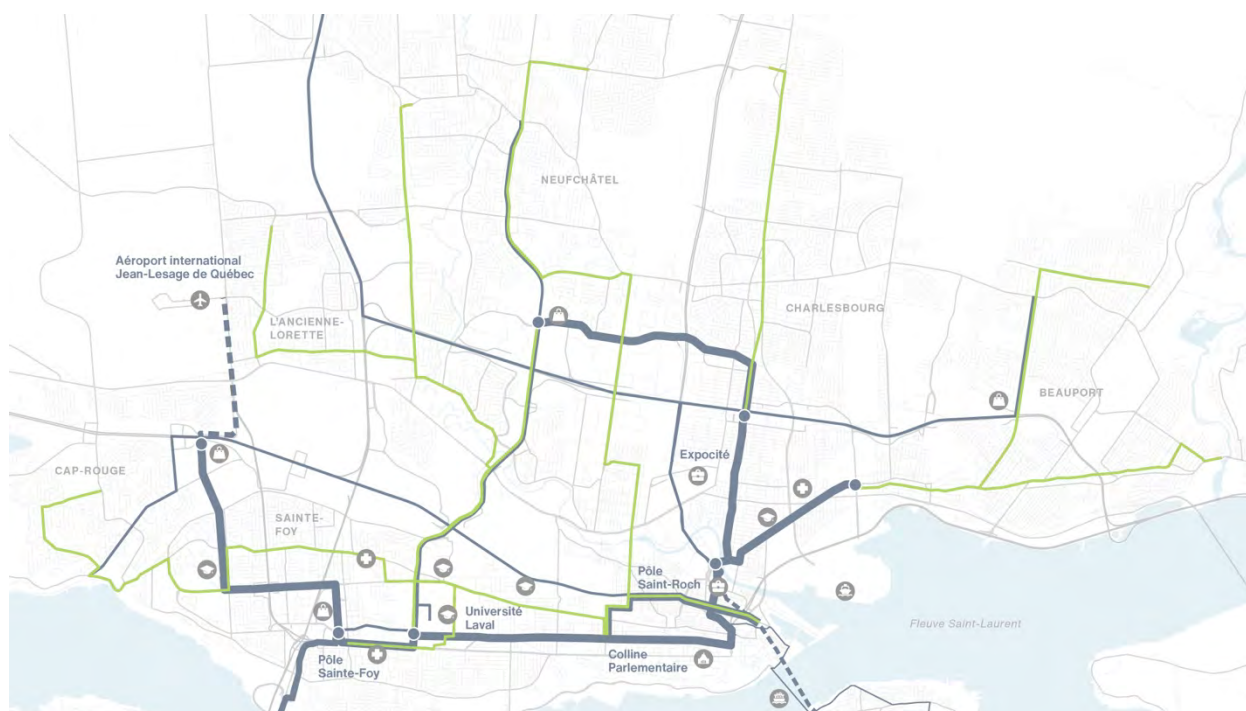 NEUFCHÂTEL
Aéroport international
Jean-Lesage de Québec
CHARLESBOURG
L'ANCIENNE-
LORETTE
BEAUPORT
Expocité
CAP-ROUGE
SAINTE-
FOY
Pôle
Saint-Roch
Université
Laval
Fleuve Saint-Laurent
Colline
Parlementaire
Pôle
Sainte-Foy